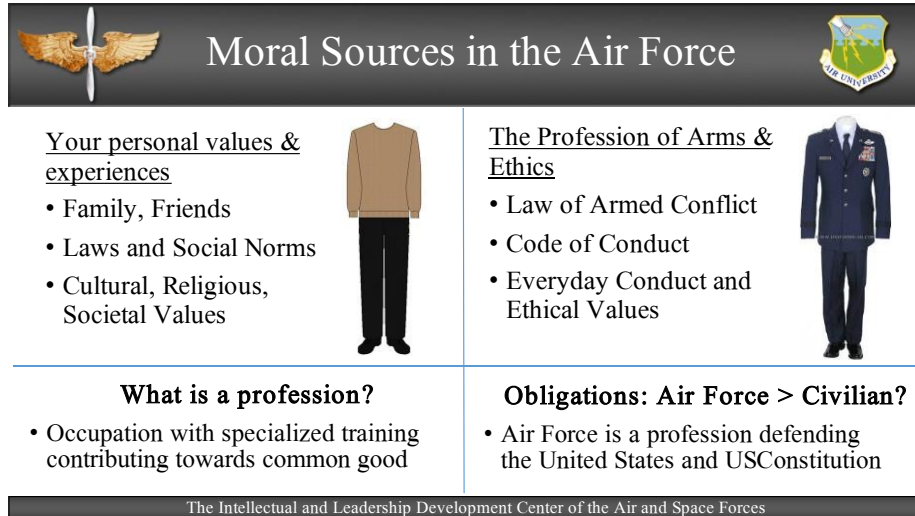 Moral Sources in the Air Force
AIR UNIVERSITY
Your personal values &
experiences
• Family, Friends
• Laws and Social Norms
• Cultural, Religious,
Societal Values
The Profession of Arms &
Ethics
• Law of Armed Conflict
• Code of Conduct
• Everyday Conduct and
Ethical Values
What is a profession?
• Occupation with specialized training
contributing towards common good
Obligations: Air Force > Civilian?
• Air Force is a profession defending
the United States and USConstitution
The Intellectual and Leadership Development Center of the Air and Space Forces